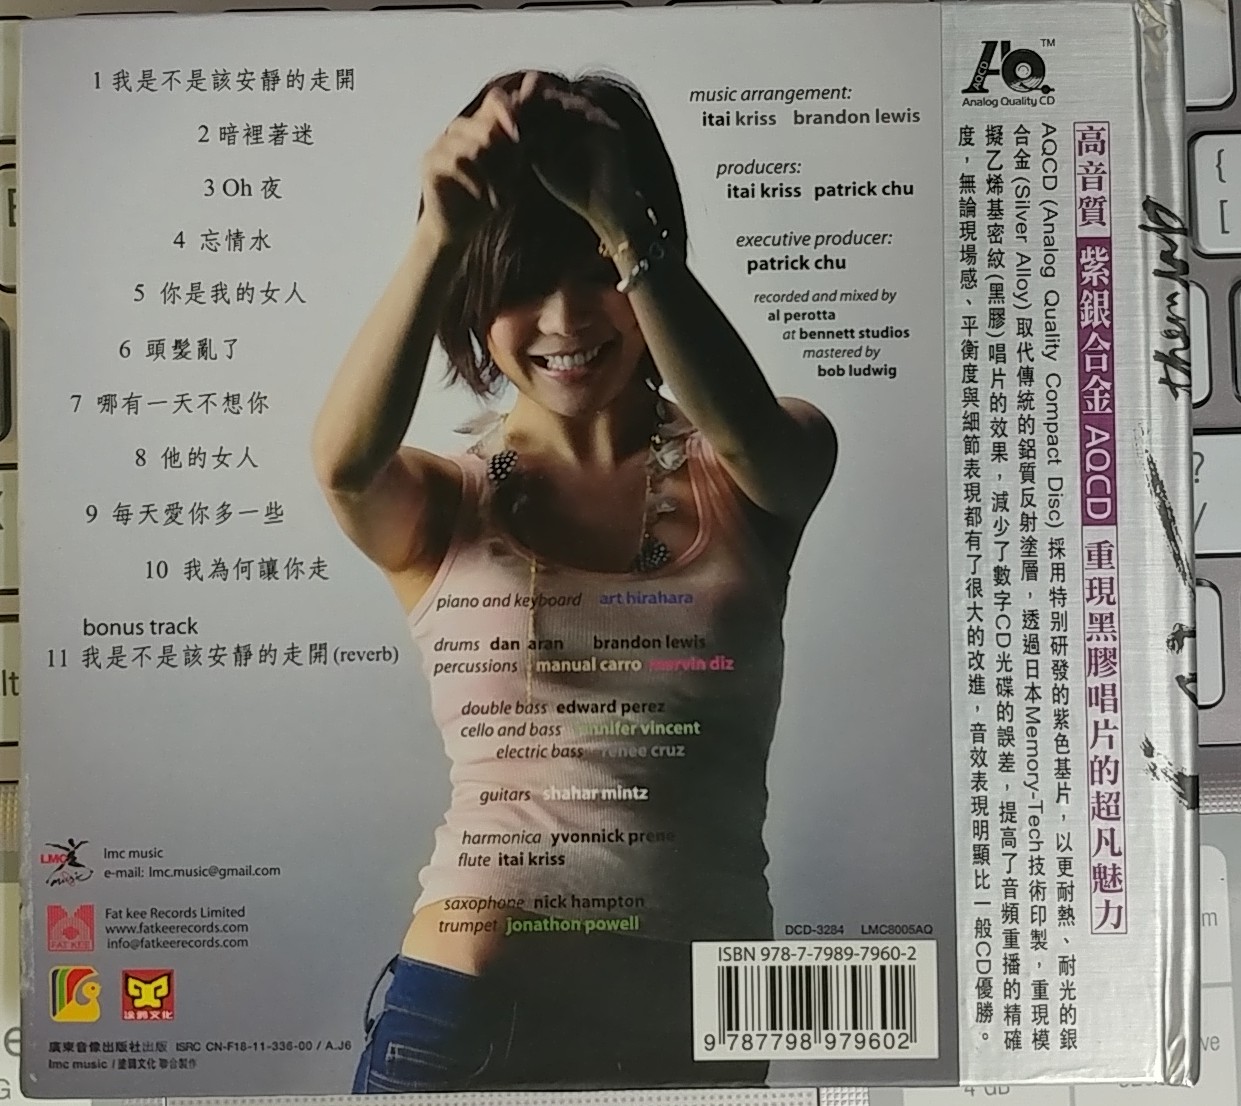 1 我是不是該安靜的走開
2 暗裡著迷
3 Oh 夜
4 忘情水
5 你是我的女人
6 頭髮亂了
7 哪有一天不想你
8 他的女人
9 每天愛你多一些
10 我為何讓你走
bonus track
11 我是不是該安靜的走開(reverb)
music arrangement:
itai kriss brandon lewis
producers:
itai kriss patrick chu
executive producer:
patrick chu
recorded and mixed by
al perotta
at bennett studios
mastered by
bob ludwig
piano and keyboard art hirahara
drums dan aran brandon lewis
percussions manual carro mervin diz
double bass edward perez
cello and bass jennifer vincent
electric bass renee cruz
guitars shahar mintz
harmonica yvonnick prene
flute itai kriss
saxophone nick hampton
trumpet jonathon powell
LMC music
lmc music
e-mail: lmc.music@gmail.com
FAT KEE
Fat kee Records Limited
www.fatkeerecords.com
info@fatkeerecords.com
廣東音像出版社出版 ISRC CN-F18-11-336-00 / A.J6
lmc music / 塗鴉文化 聯合製作
DCD-3284 LMC8005AQ
ISBN 978-7-7989-7960-2
9 787798 979602
AQCD TM
Analog Quality CD
高音質 紫銀合金 AQCD 重現黑膠唱片的超凡魅力
AQCD (Analog Quality Compact Disc) 採用特別研發的紫色基片，以更耐熱、耐光的銀
合金 (Silver Alloy) 取代傳統的鋁質反射塗層，透過日本Memory-Tech技術印製，重現模
擬乙烯基密紋(黑膠)唱片的效果，減少了數字CD光碟的誤差，提高了音頻重播的精確
度，無論現場感、平衡度與細節表現都有了很大的改進，音效表現明顯比一般CD優勝。